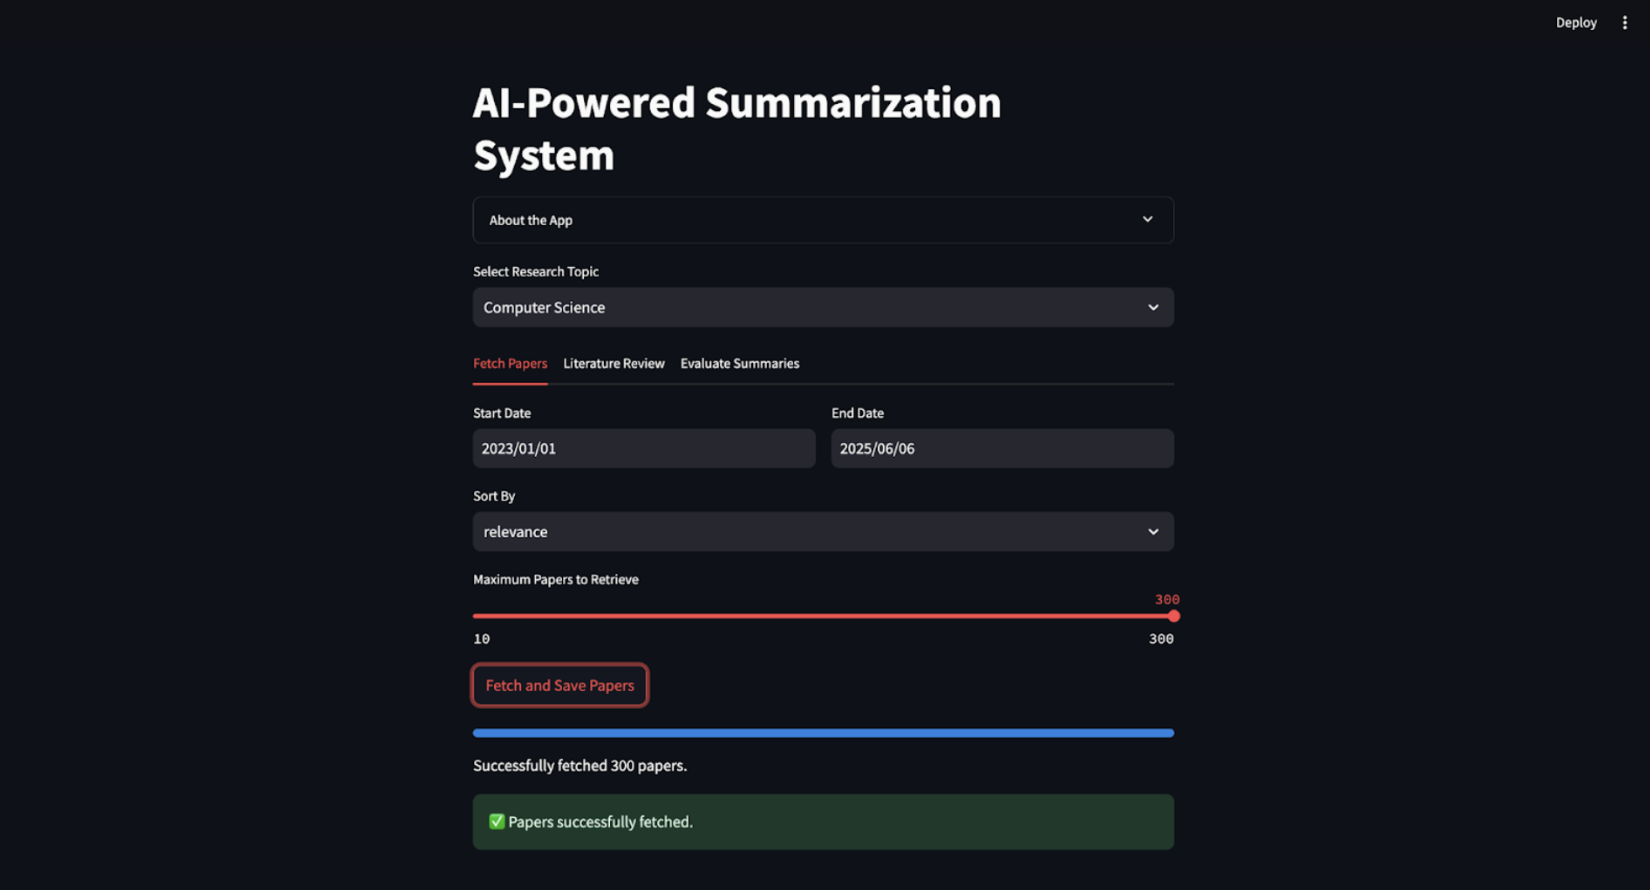 Deploy
AI-Powered Summarization
System
About the App
Select Research Topic
Computer Science
Fetch Papers Literature Review Evaluate Summaries
Start Date End Date
2023/01/01 2025/06/06
Sort By
relevance
Maximum Papers to Retrieve
300
10 300
Fetch and Save Papers
Successfully fetched 300 papers.
✅ Papers successfully fetched.